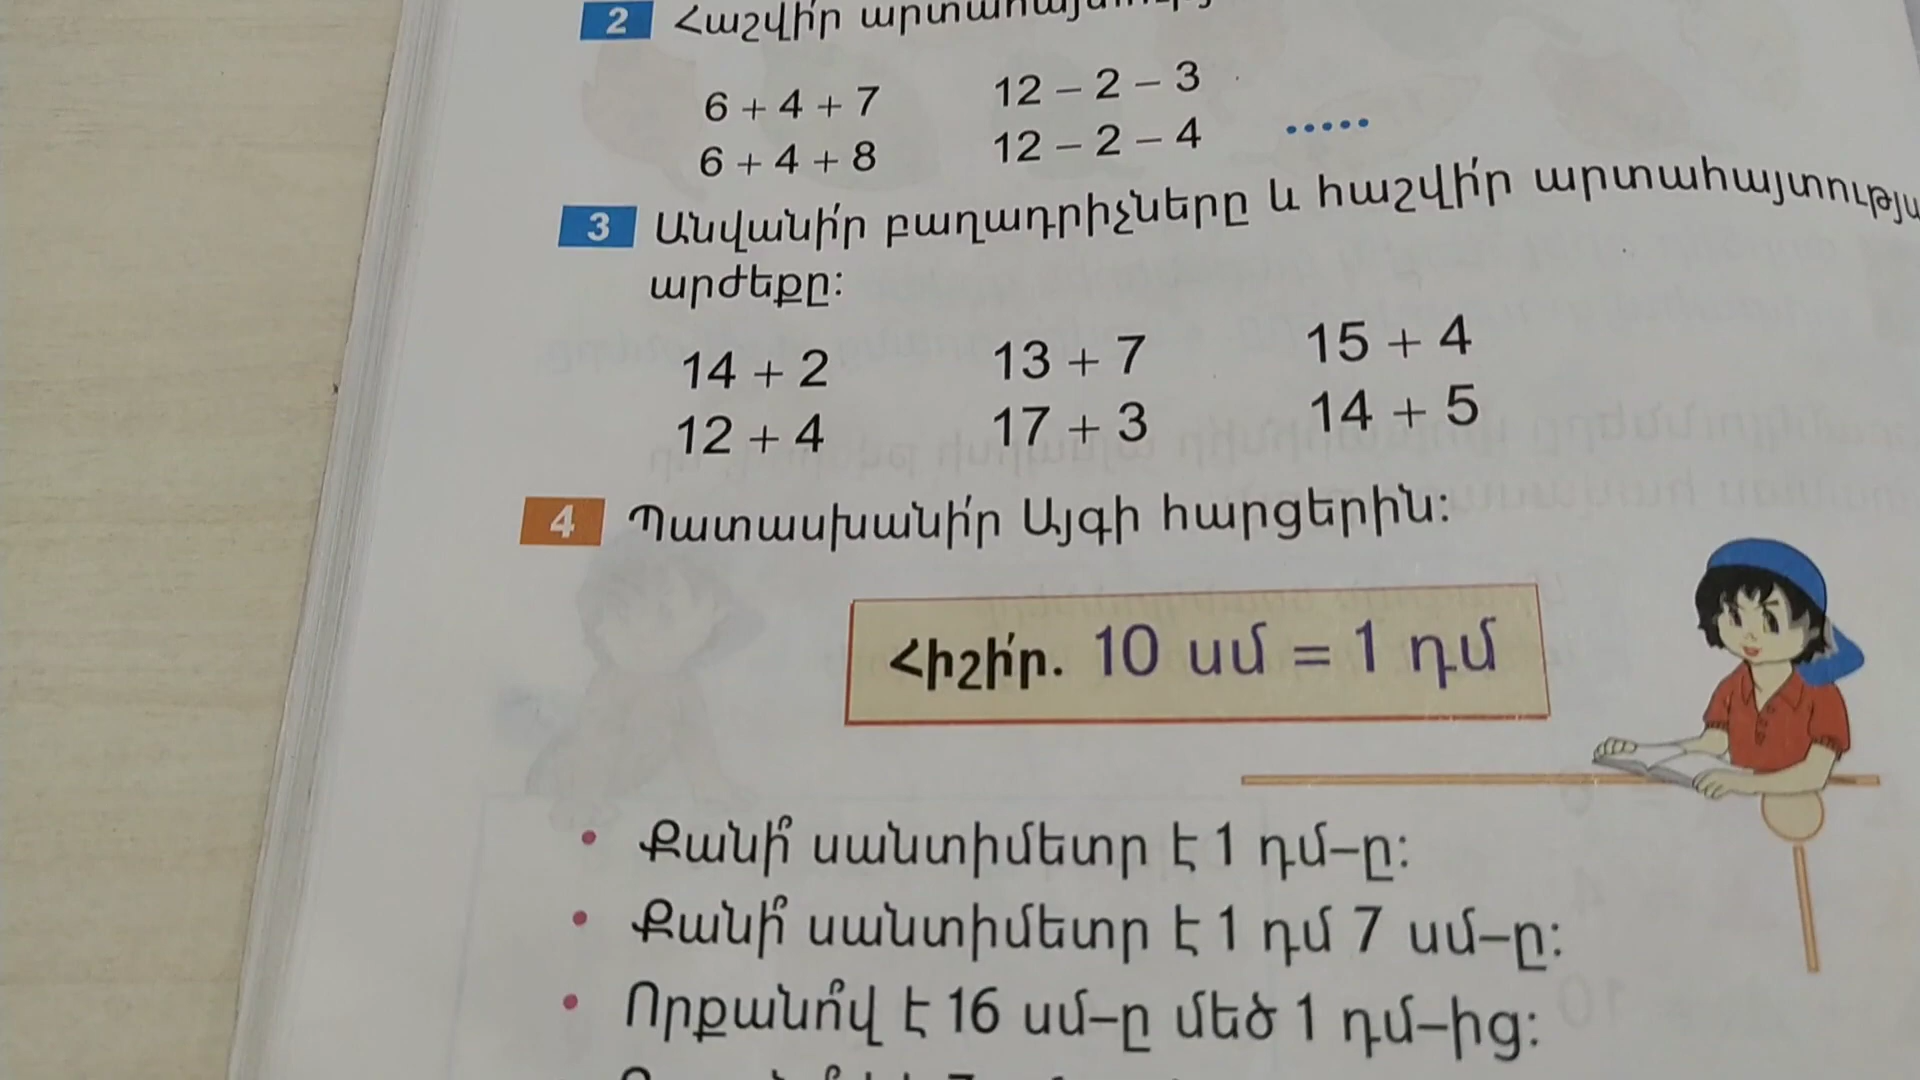 2 Հաշվի՛ր
6 + 4 + 7 12 – 2 – 3
6 + 4 + 8 12 – 2 – 4 .....
3 Անվանի՛ր բաղադրիչները և հաշվի՛ր
արժեքը:
14 + 2 13 + 7 15 + 4
12 + 4 17 + 3 14 + 5
4 Պատասխանի՛ր Այգի հարցերին:
Հիշի՛ր. 10 սմ = 1 դմ
• Քանի՞ սանտիմետր է 1 դմ–ը:
• Քանի՞ սանտիմետր է 1 դմ 7 սմ–ը:
• Որքանո՞վ է 16 սմ–ը մեծ 1 դմ–ից: